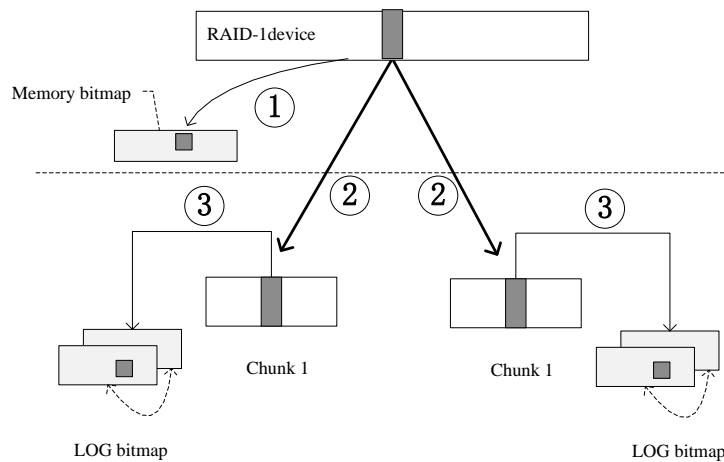 RAID-1device
Memory bitmap
①
②
②
③
③
Chunk 1
Chunk 1
LOG bitmap
LOG bitmap